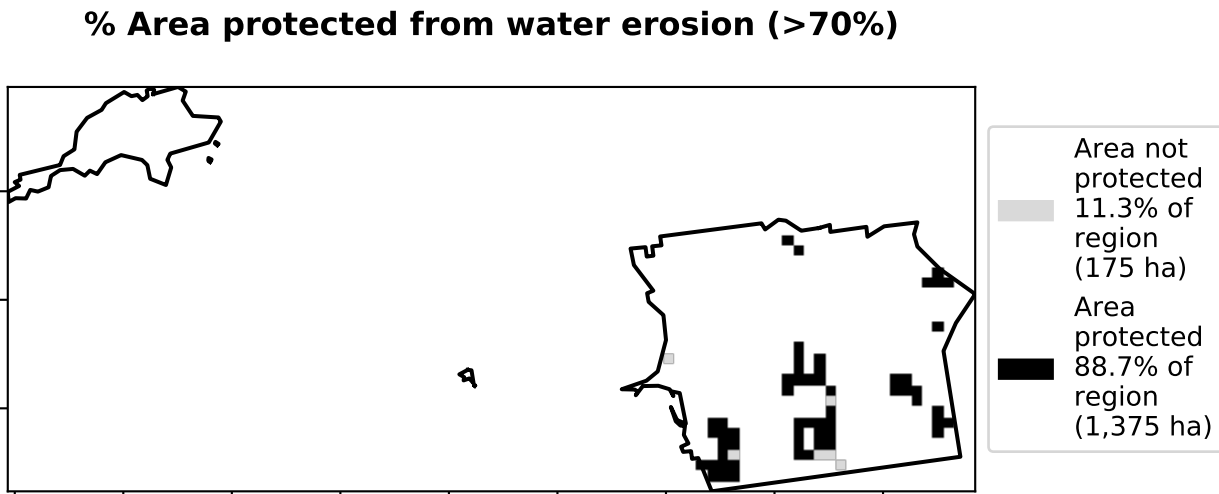 % Area protected from water erosion (>70%)
Area not
protected
11.3% of
region
(175 ha)
Area
protected
88.7% of
region
(1,375 ha)